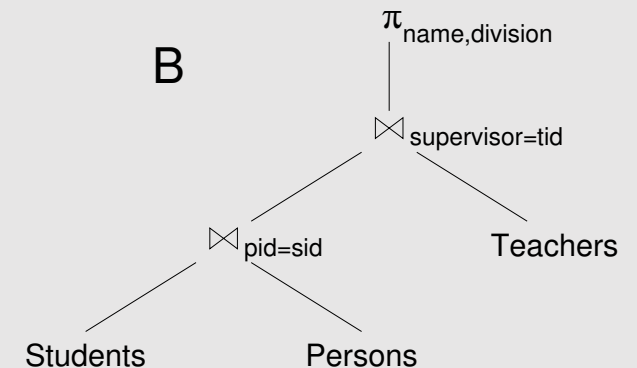 π name,division
B
⋈ supervisor=tid
⋈ pid=sid
Teachers
Students
Persons